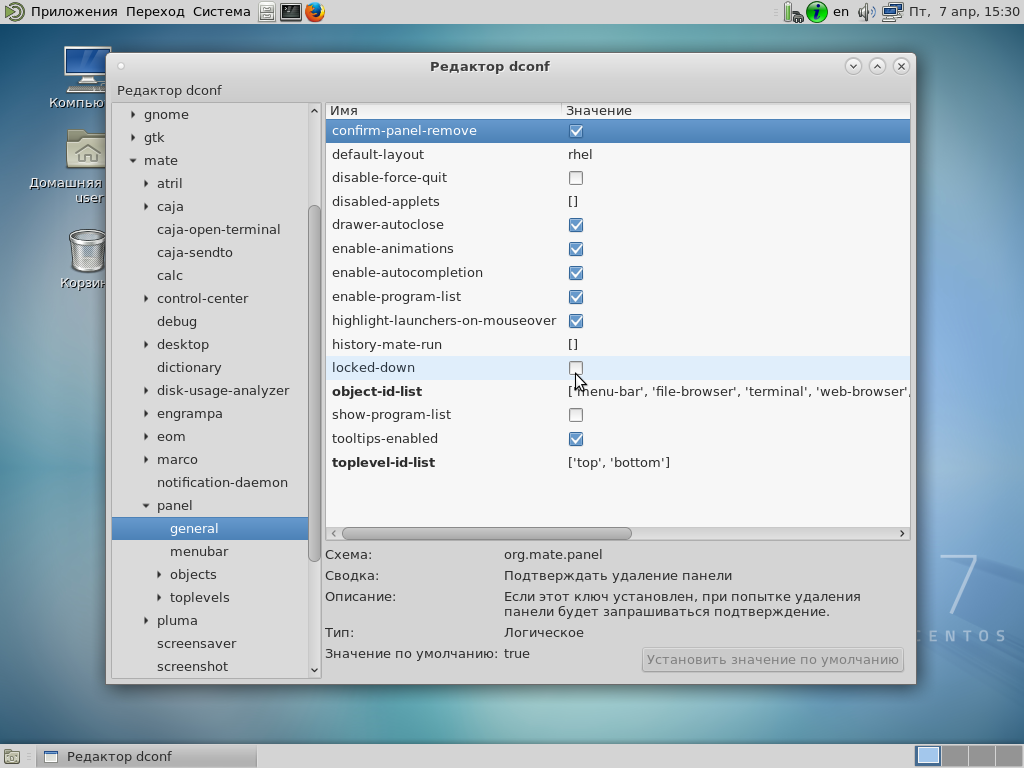 Приложения Переход Система
en Пт, 7 апр, 15:30
Компью
Домашняя
user
Корзин
Редактор dconf
Редактор dconf
gnome
gtk
mate
atril
caja
caja-open-terminal
caja-sendto
calc
control-center
debug
desktop
dictionary
disk-usage-analyzer
engrampa
eom
marco
notification-daemon
panel
general
menubar
objects
toplevels
pluma
screensaver
screenshot
Имя Значение
confirm-panel-remove
default-layout rhel
disable-force-quit
disabled-applets []
drawer-autoclose
enable-animations
enable-autocompletion
enable-program-list
highlight-launchers-on-mouseover
history-mate-run []
locked-down
object-id-list ['menu-bar', 'file-browser', 'terminal', 'web-browser',
show-program-list
tooltips-enabled
toplevel-id-list ['top', 'bottom']
Схема: org.mate.panel
Сводка: Подтверждать удаление панели
Описание: Если этот ключ установлен, при попытке удаления
панели будет запрашиваться подтверждение.
Тип: Логическое
Значение по умолчанию: true
Установить значение по умолчанию
7
CENTOS
Редактор dconf